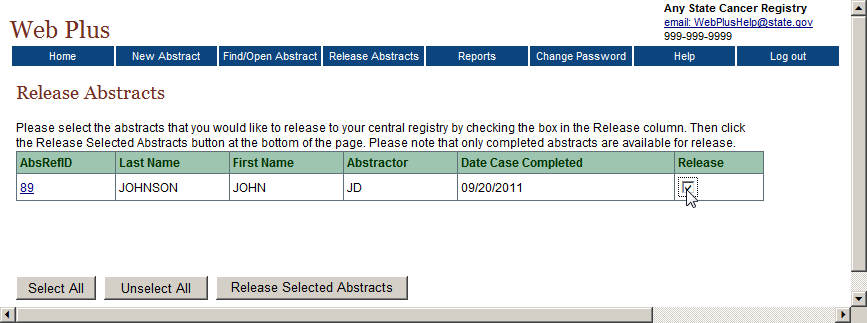 Any State Cancer Registry
Web Plus
email: WebPlusHelp@state.gov
999-999-9999
Home New Abstract Find/Open Abstract Release Abstracts Reports Change Password Help Log out
Release Abstracts
Please select the abstracts that you would like to release to your central registry by checking the box in the Release column. Then click
the Release Selected Abstracts button at the bottom of the page. Please note that only completed abstracts are available for release.
AbsRefID Last Name First Name Abstractor Date Case Completed Release
89 JOHNSON JOHN JD 09/20/2011
Select All Unselect All Release Selected Abstracts